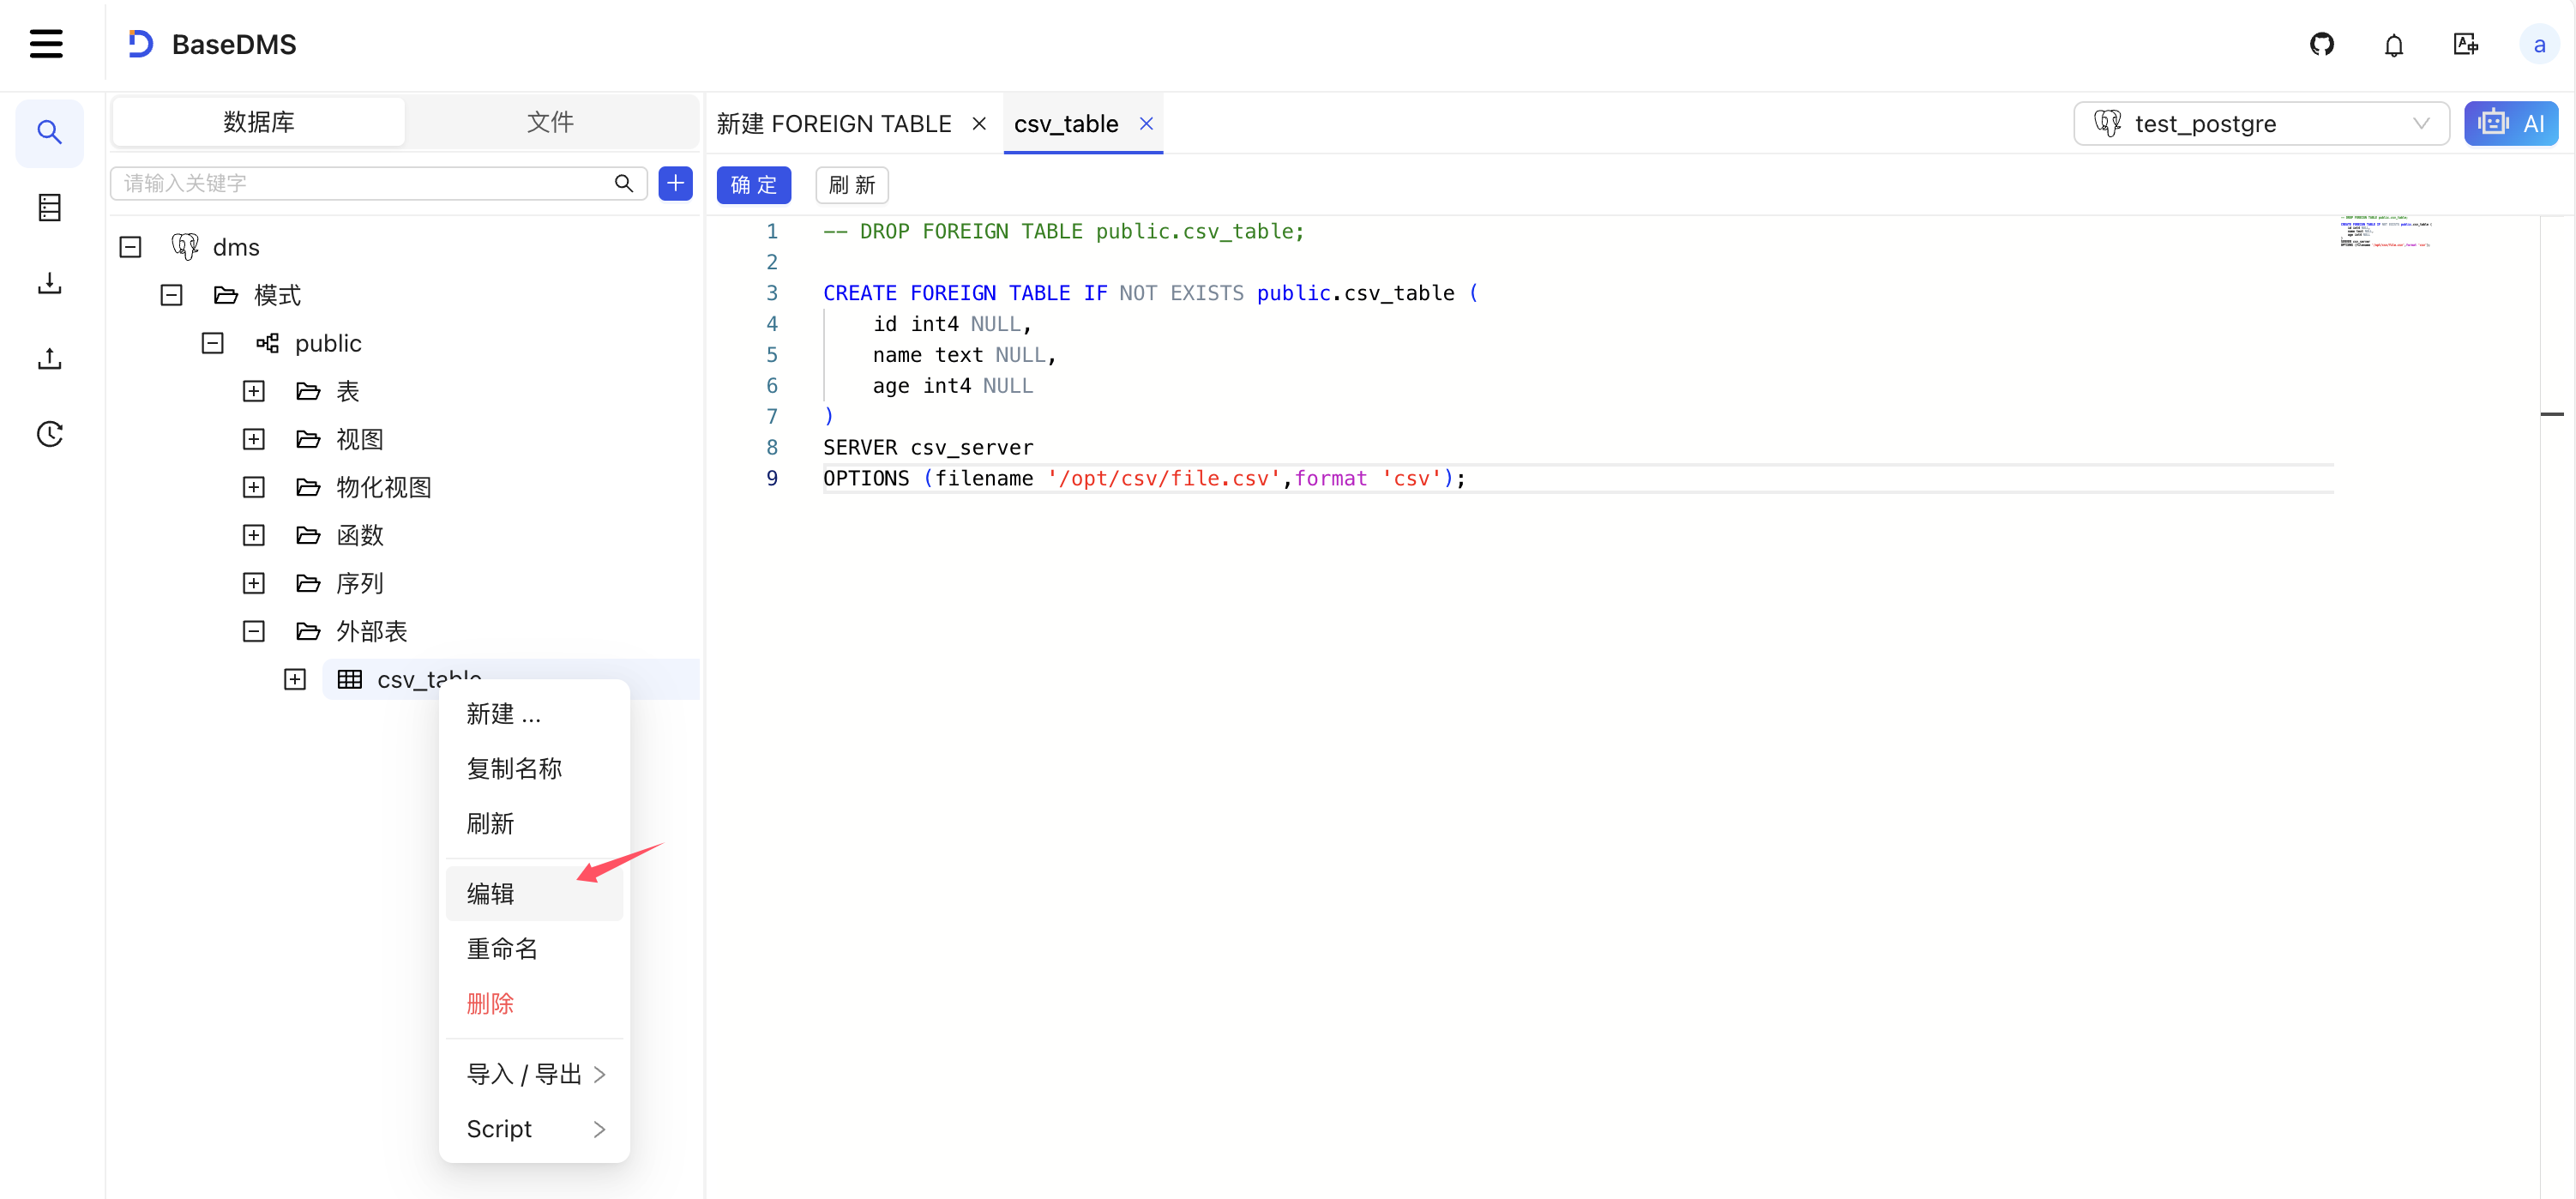 BaseDMS
a
数据库
文件
新建 FOREIGN TABLE
csv_table
test_postgre
AI
请输入关键字
确 定
刷 新
dms
模式
public
表
视图
物化视图
函数
序列
外部表
csv_table
新建 ...
复制名称
刷新
编辑
重命名
删除
导入 / 导出
Script
1 -- DROP FOREIGN TABLE public.csv_table;
2
3 CREATE FOREIGN TABLE IF NOT EXISTS public.csv_table (
4 id int4 NULL,
5 name text NULL,
6 age int4 NULL
7 )
8 SERVER csv_server
9 OPTIONS (filename '/opt/csv/file.csv',format 'csv');